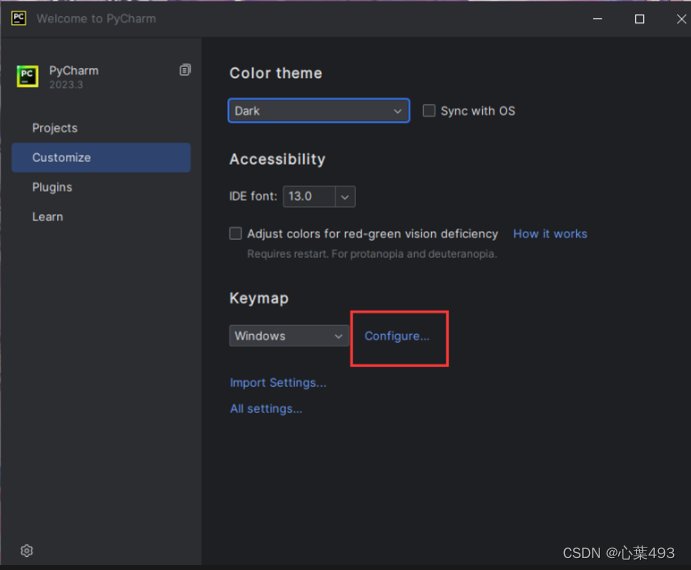 PC Welcome to PyCharm
PC PyCharm
2023.3
Projects
Customize
Plugins
Learn
Color theme
Dark Sync with OS
Accessibility
IDE font: 13.0
Adjust colors for red-green vision deficiency How it works
Requires restart. For protanopia and deuteranopia.
Keymap
Windows Configure...
Import Settings...
All settings...
CSDN @心葉493